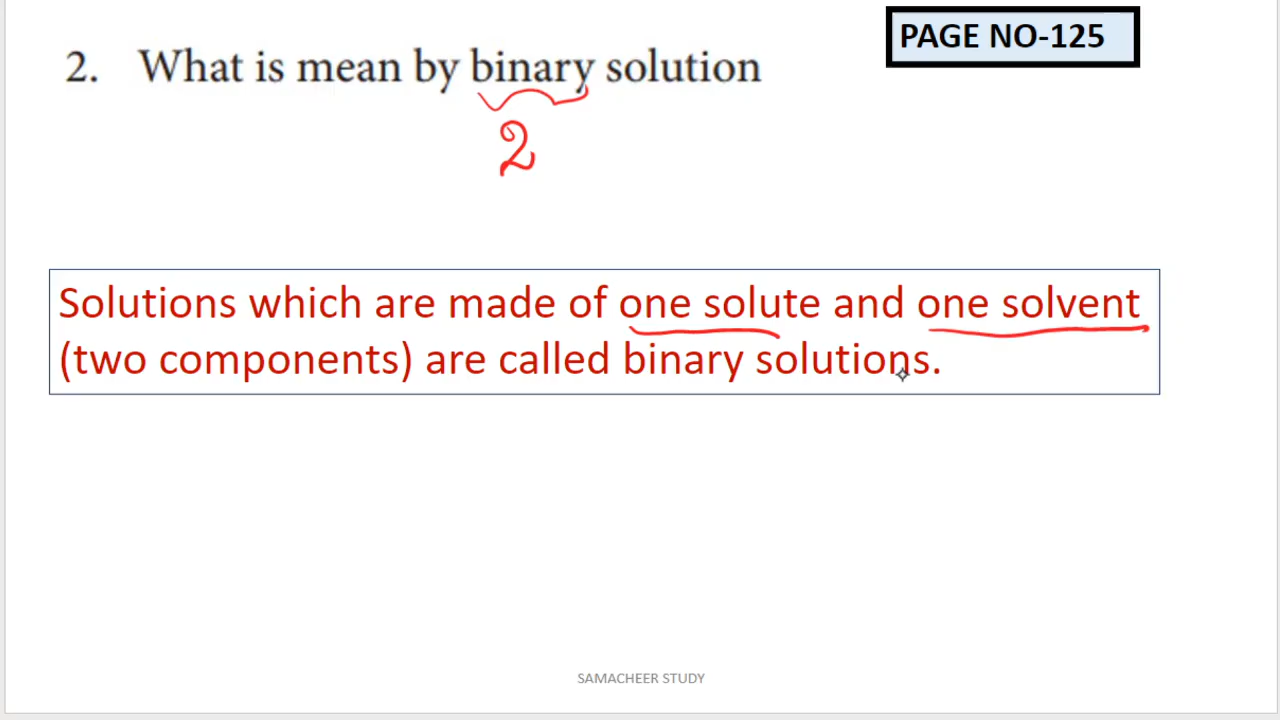 PAGE NO-125
2. What is mean by binary solution
2
Solutions which are made of one solute and one solvent
(two components) are called binary solutions.
SAMACHEER STUDY